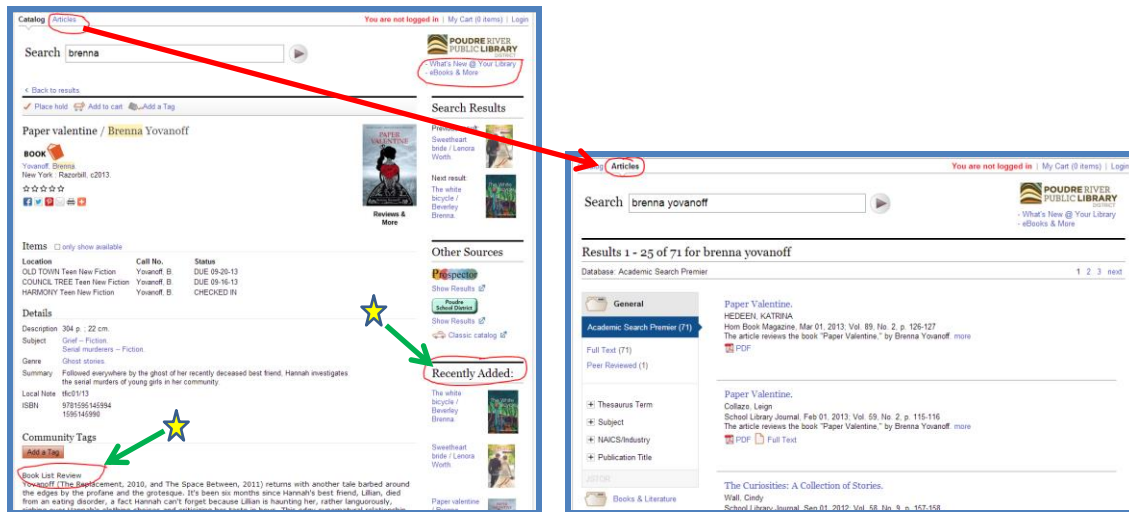 Catalog Articles
You are not logged in | My Cart (0 items) | Login
Search brenna
POUDRE RIVER
PUBLIC LIBRARY
DISTRICT
- What's New @ Your Library
- eBooks & More
< Back to results
Place hold Add to cart Add a Tag
Paper valentine / Brenna Yovanoff
BOOK
Yovanoff, Brenna.
New York : Razorbill, c2013.
PAPER
VALENTINE
Reviews &
More
Items only show available
Location Call No. Status
OLD TOWN Teen New Fiction Yovanoff, B. DUE 09-20-13
COUNCIL TREE Teen New Fiction Yovanoff, B. DUE 09-16-13
HARMONY Teen New Fiction Yovanoff, B. CHECKED IN
Details
Description 304 p. ; 22 cm.
Subject Grief -- Fiction.
Serial murderers -- Fiction.
Genre Ghost stories.
Summary Followed everywhere by the ghost of her recently deceased best friend, Hannah investigates
the serial murders of young girls in her community.
Local Note tfic01/13
ISBN 9781595145994
1595145990
Community Tags
Add a Tag
Book List Review
Yovanoff (The Replacement, 2010, and The Space Between, 2011) returns with another tale barbed around
the edges by the profane and the grotesque. It's been six months since Hannah's best friend, Lillian, died
from an eating disorder, a fact Hannah can't forget because Lillian is haunting her, rather languorously,
Search Results
Sweetheart
bride / Lenora
Worth.
Next result:
The white
bicycle /
Beverley
Brenna.
Other Sources
Prospector
Show Results
Poudre
School District
Show Results
Classic catalog
Recently Added:
The white
bicycle /
Beverley
Brenna.
Sweetheart
bride / Lenora
Worth.
Paper valentine
Articles
You are not logged in | My Cart (0 items) | Login
Search brenna yovanoff
POUDRE RIVER
PUBLIC LIBRARY
DISTRICT
- What's New @ Your Library
- eBooks & More
Results 1 - 25 of 71 for brenna yovanoff
Database: Academic Search Premier 1 2 3 next
General
Academic Search Premier (71)
Full Text (71)
Peer Reviewed (1)
Thesaurus Term
Subject
NAICS/Industry
Publication Title
JSTOR
Books & Literature
Paper Valentine.
HEDEEN, KATRINA
Horn Book Magazine, Mar 01, 2013; Vol. 89, No. 2, p. 126-127
The article reviews the book "Paper Valentine," by Brenna Yovanoff. more
PDF
Paper Valentine.
Collazo, Leign
School Library Journal, Feb 01, 2013; Vol. 59, No. 2, p. 115-116
The article reviews the book "Paper Valentine," by Brenna Yovanoff. more
PDF Full Text
The Curiosities: A Collection of Stories.
Wall, Cindy
School Library Journal, Sep 01, 2012; Vol. 58, No. 9, p. 157-158